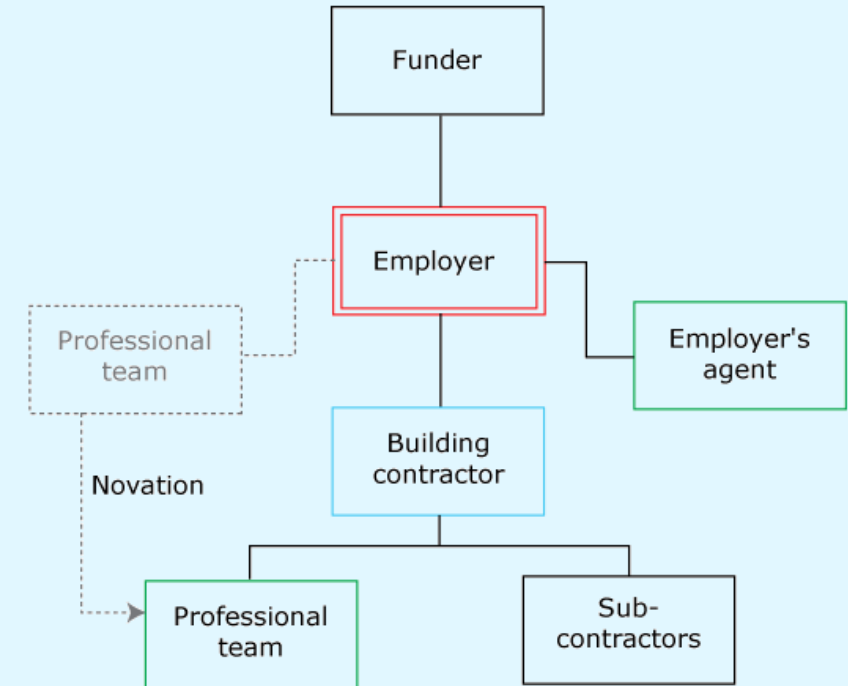 Funder
Employer
Professional
team
Employer's
agent
Building
contractor
Novation
Professional
team
Sub-
contractors